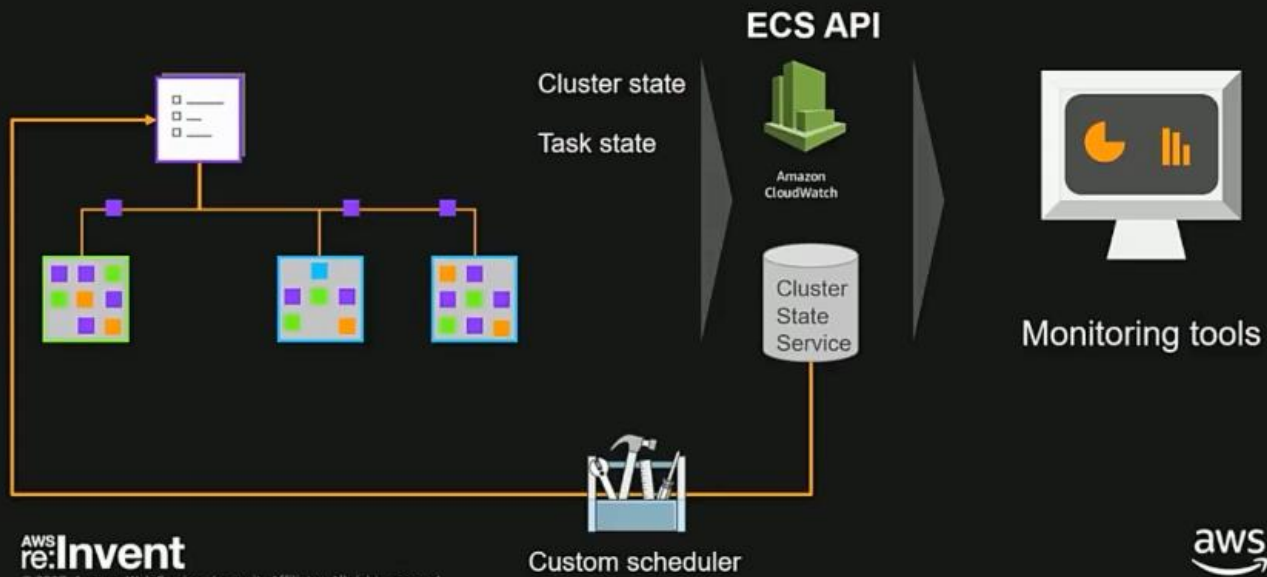 ECS API
Cluster state
Task state
Amazon
CloudWatch
Cluster
State
Service
Monitoring tools
Custom scheduler
AWS
re:Invent
aws